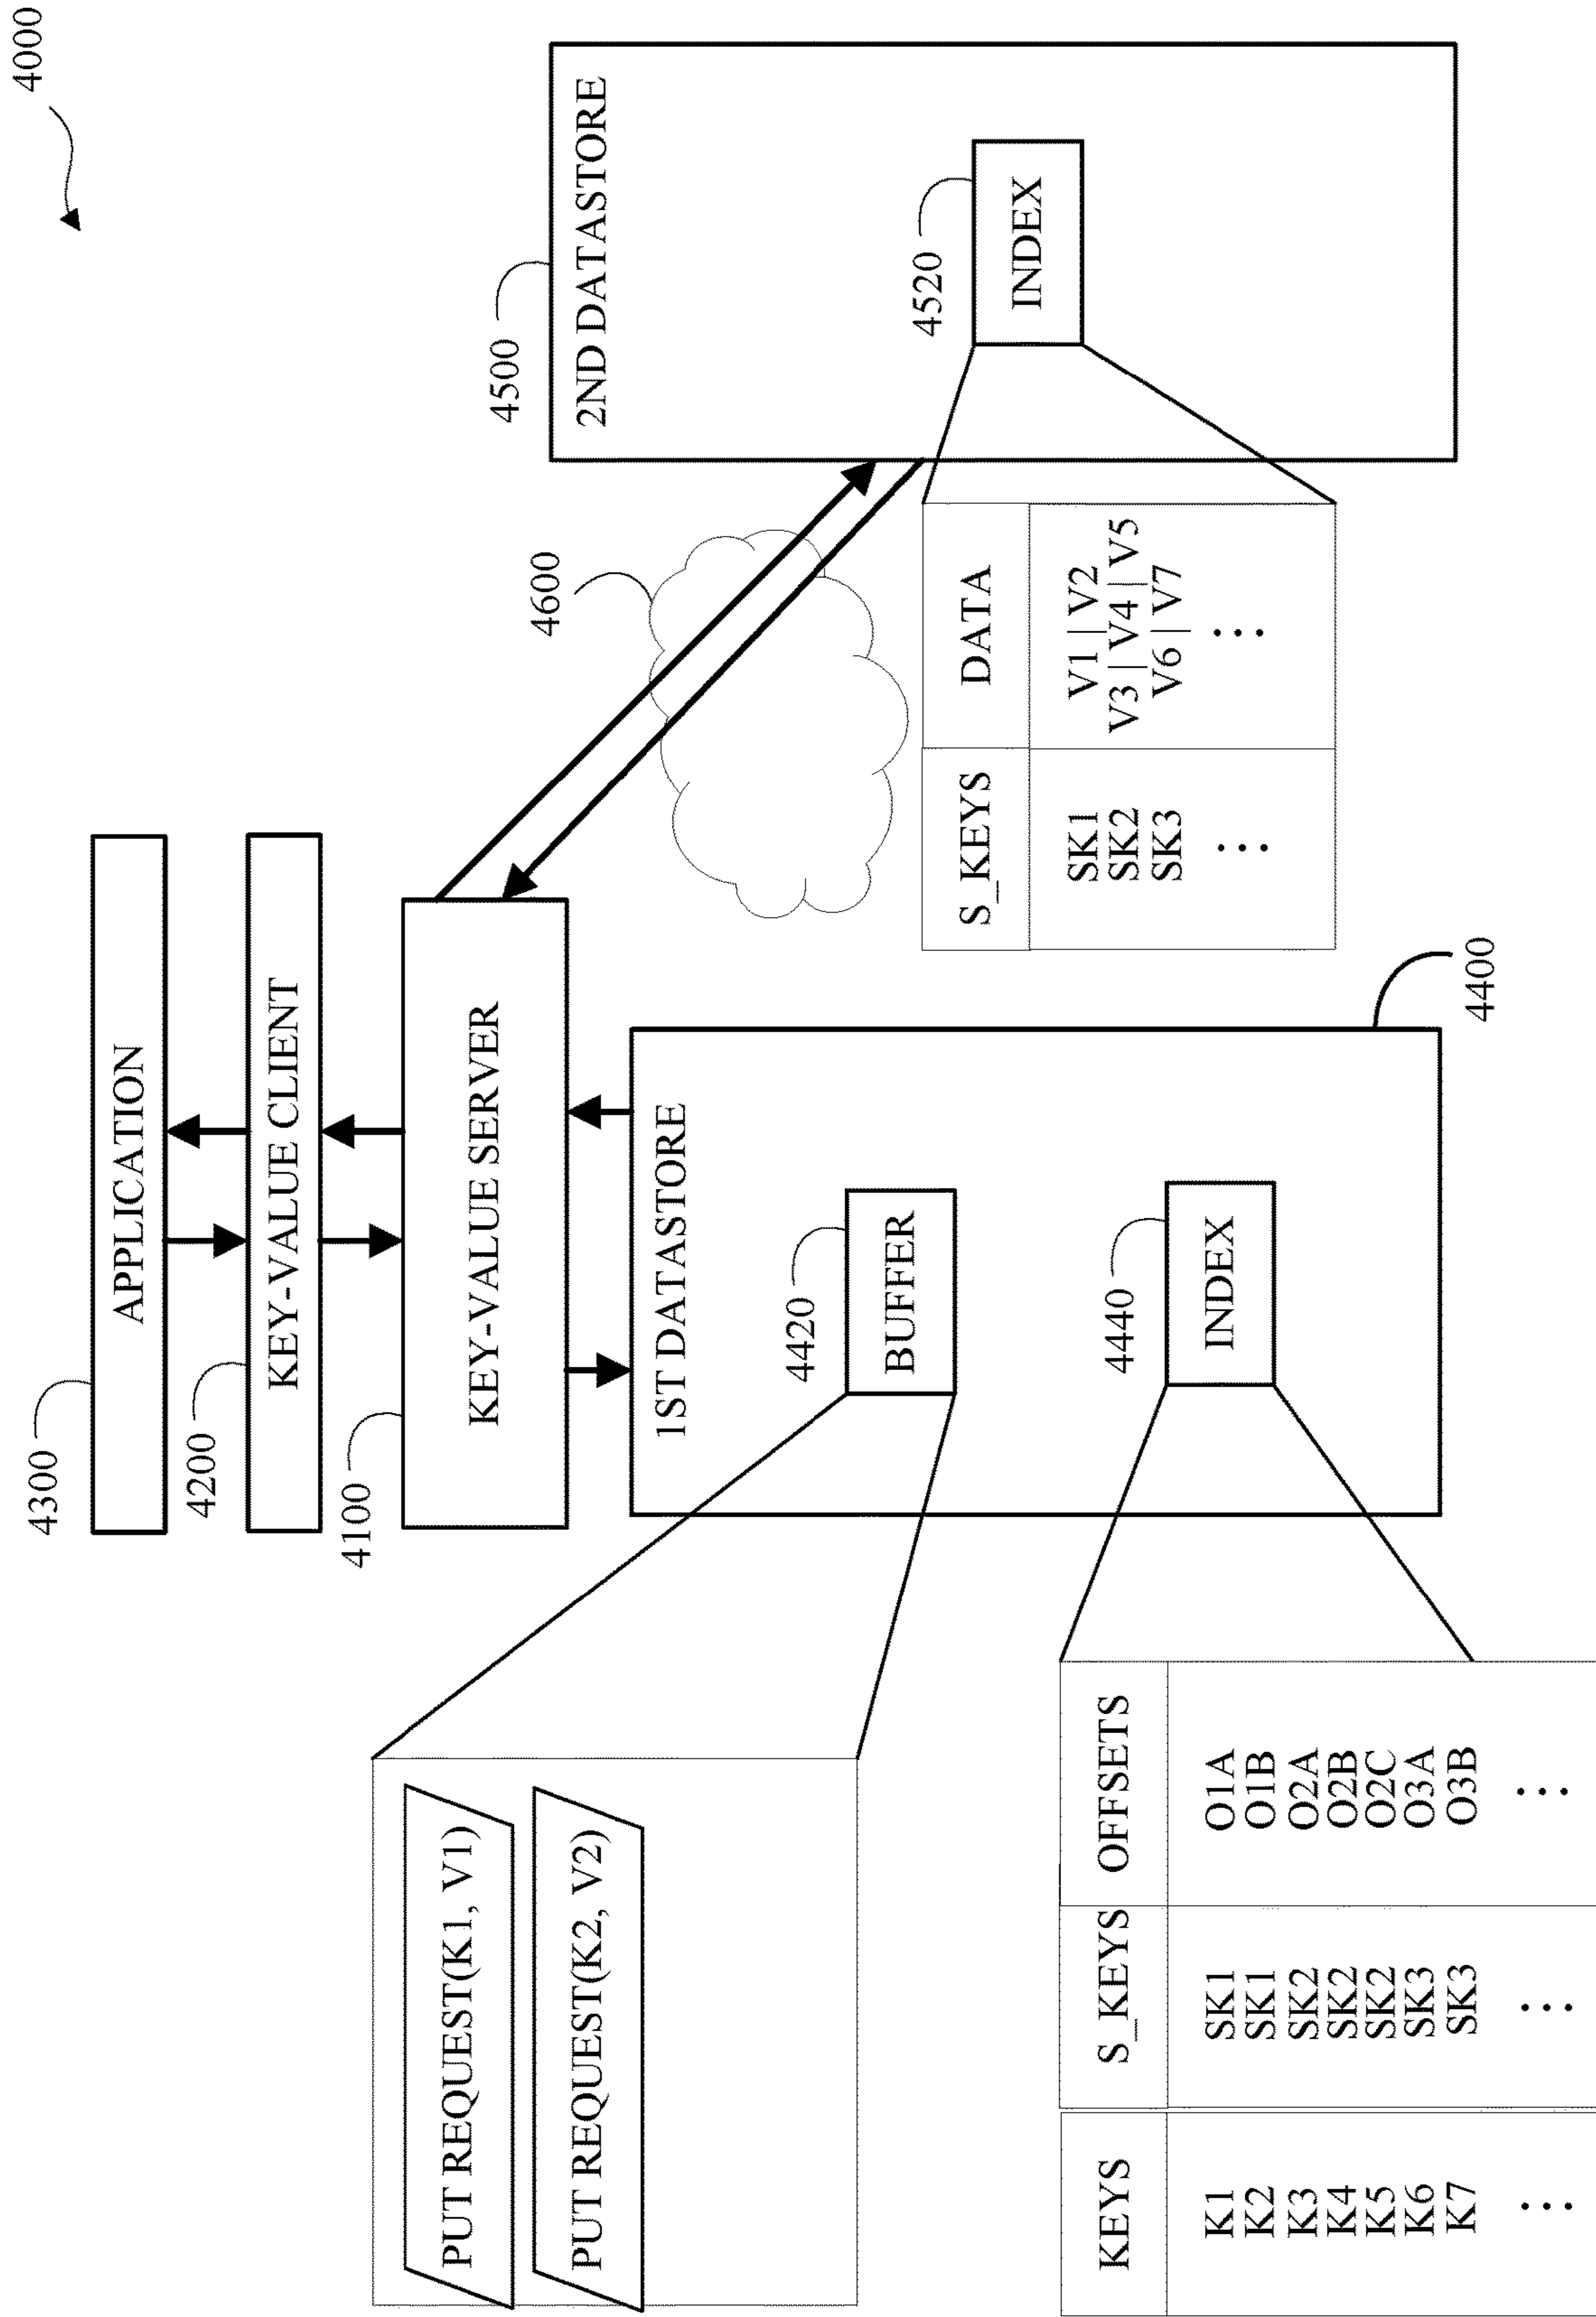 4000
4300
APPLICATION
4200
KEY-VALUE CLIENT
4100
KEY-VALUE SERVER
4600
4500
2ND DATASTORE
4520
INDEX
S_KEYS DATA
SK1 V1 | V2
SK2 V3 | V4 | V5
SK3 V6 | V7
... ...
1ST DATASTORE
4420
BUFFER
4440
INDEX
4400
PUT REQUEST(K1, V1)
PUT REQUEST(K2, V2)
KEYS S_KEYS OFFSETS
K1 SK1 O1A
K2 SK1 O1B
K3 SK2 O2A
K4 SK2 O2B
K5 SK2 O2C
K6 SK3 O3A
K7 SK3 O3B
... ... ...